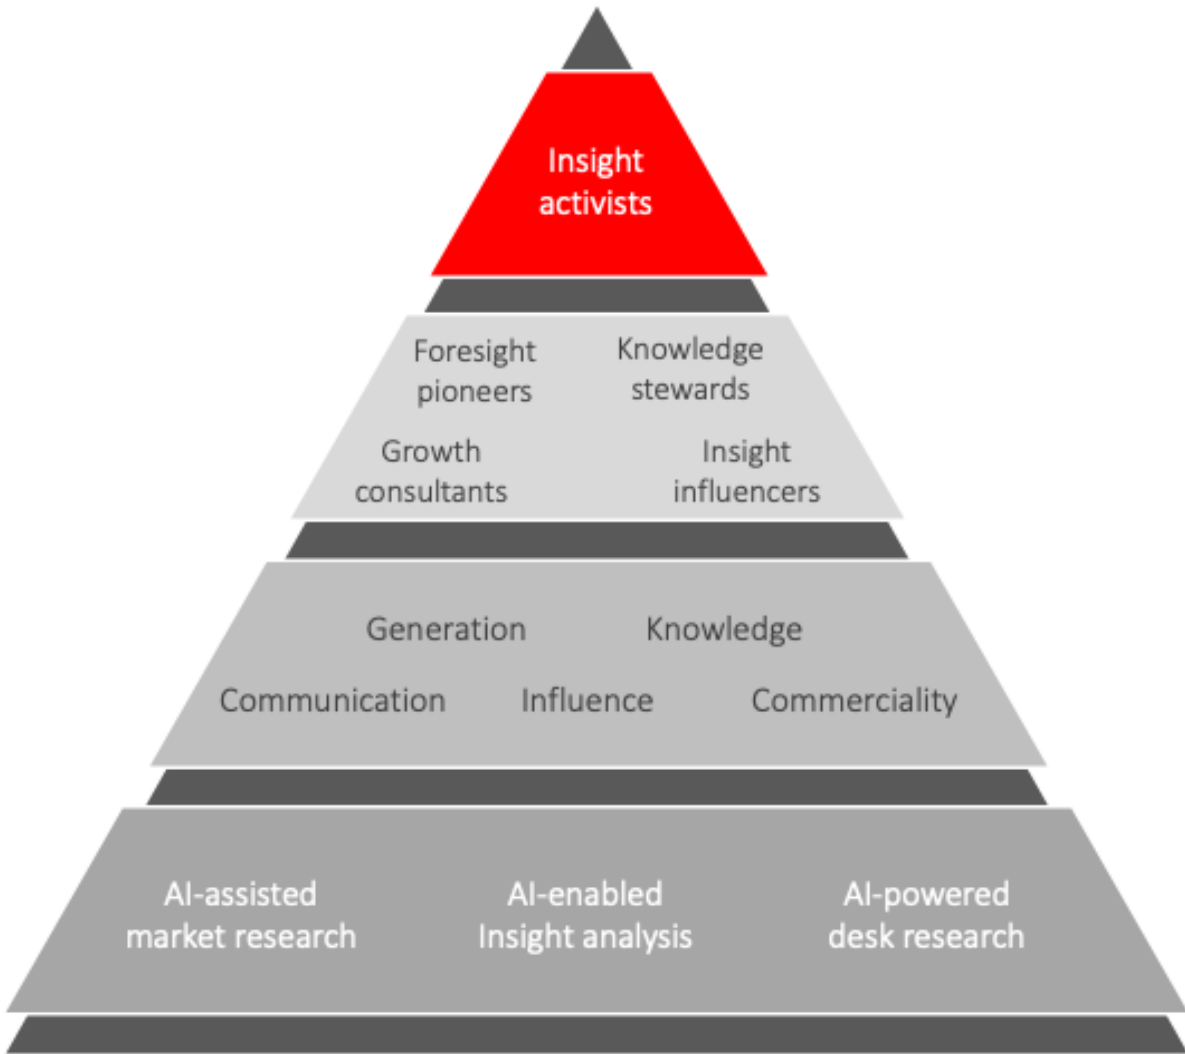 Insight
activists
Foresight
pioneers
Knowledge
stewards
Growth
consultants
Insight
influencers
Generation
Knowledge
Communication
Influence
Commerciality
AI-assisted
market research
AI-enabled
Insight analysis
AI-powered
desk research